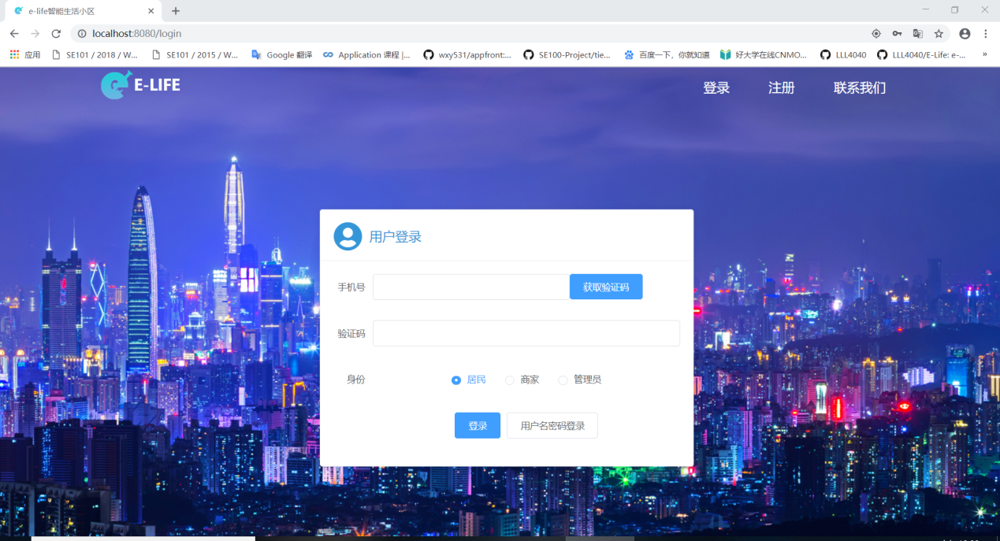 e-life智能生活小区
localhost:8080/login
应用 SE101 / 2018 / W... SE101 / 2015 / W... Google 翻译 Application 课程 |... wxy531/appfront:... SE100-Project/tie... 百度一下，你就知道 好大学在线CNMO... LLL4040 LLL4040/E-Life: e-... »
E-LIFE 登录 注册 联系我们
用户登录
手机号 获取验证码
验证码
身份 居民 商家 管理员
登录 用户名密码登录